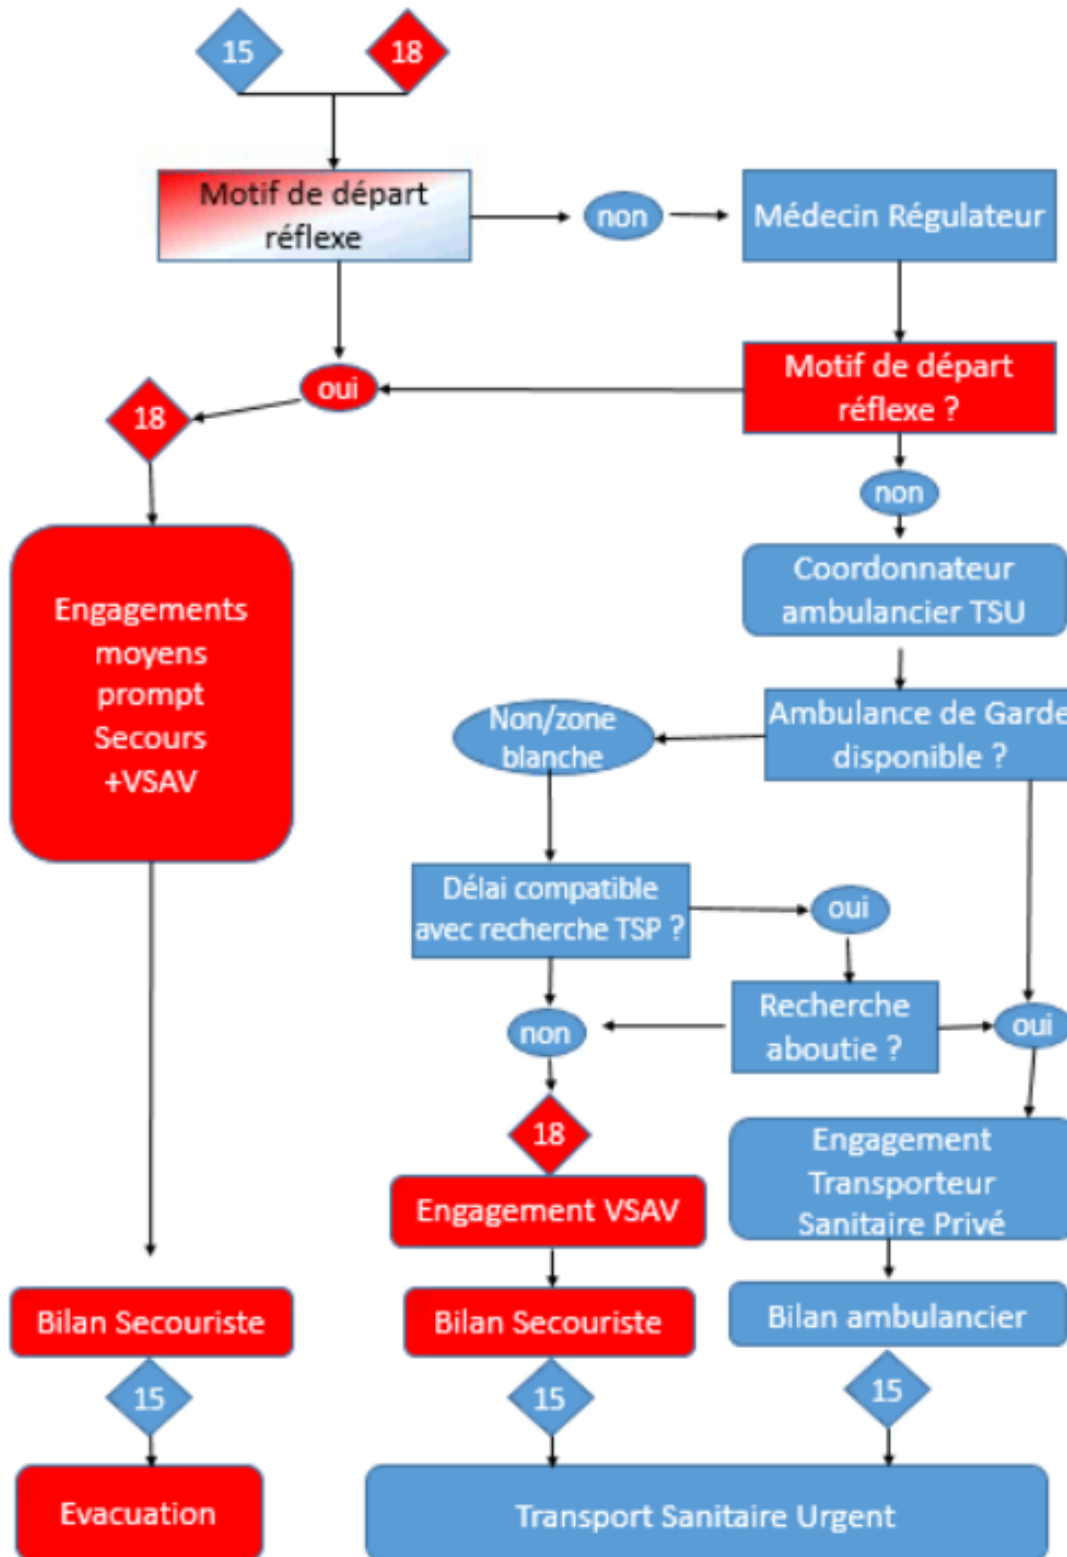 15
18
Motif de départ
réflexe
non
Médecin Régulateur
oui
Motif de départ
réflexe ?
18
non
Engagements
moyens
prompt
Secours
+VSAV
Coordonnateur
ambulancier TSU
Non/zone
blanche
Ambulance de Garde
disponible ?
Délai compatible
avec recherche TSP ?
oui
non
Recherche
aboutie ?
oui
18
Engagement VSAV
Engagement
Transporteur
Sanitaire Privé
Bilan Secouriste
Bilan Secouriste
Bilan ambulancier
15
15
15
Evacuation
Transport Sanitaire Urgent